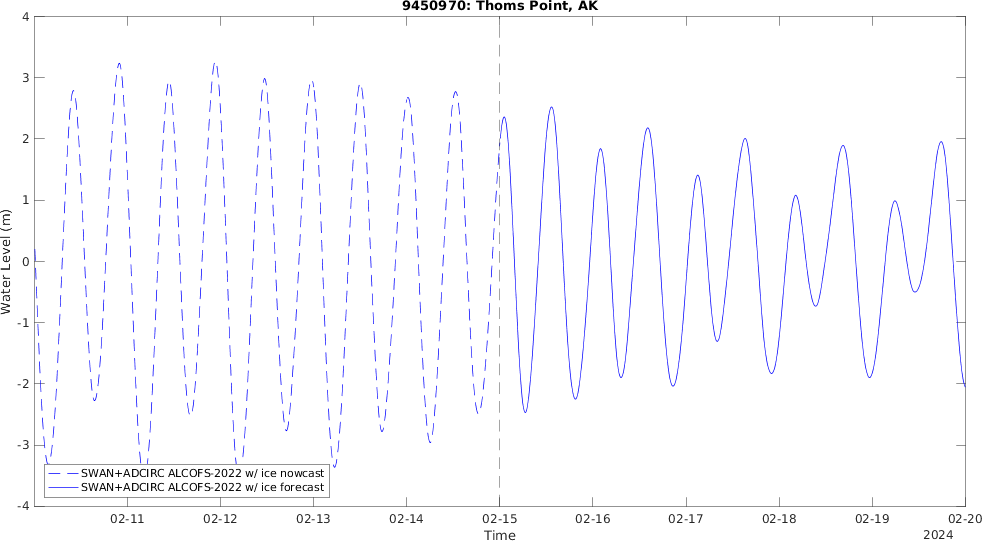 9450970: Thoms Point, AK
4
3
2
1
0
-1
-2
-3
-4
Water Level (m)
SWAN+ADCIRC ALCOFS-2022 w/ ice nowcast
SWAN+ADCIRC ALCOFS-2022 w/ ice forecast
02-11 02-12 02-13 02-14 02-15 02-16 02-17 02-18 02-19 02-20
Time
2024